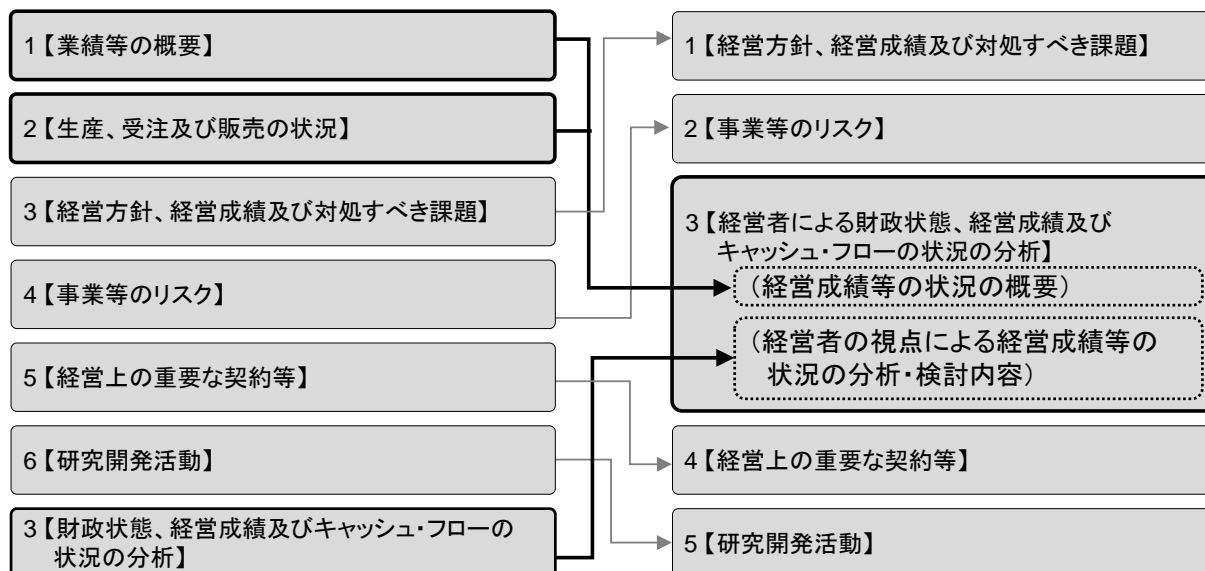 1【業績等の概要】
2【生産、受注及び販売の状況】
3【経営方針、経営成績及び対処すべき課題】
4【事業等のリスク】
5【経営上の重要な契約等】
6【研究開発活動】
3【財政状態、経営成績及びキャッシュ・フローの
状況の分析】
1【経営方針、経営成績及び対処すべき課題】
2【事業等のリスク】
3【経営者による財政状態、経営成績及び
キャッシュ・フローの状況の分析】
(経営成績等の状況の概要)
(経営者の視点による経営成績等の
状況の分析・検討内容)
4【経営上の重要な契約等】
5【研究開発活動】